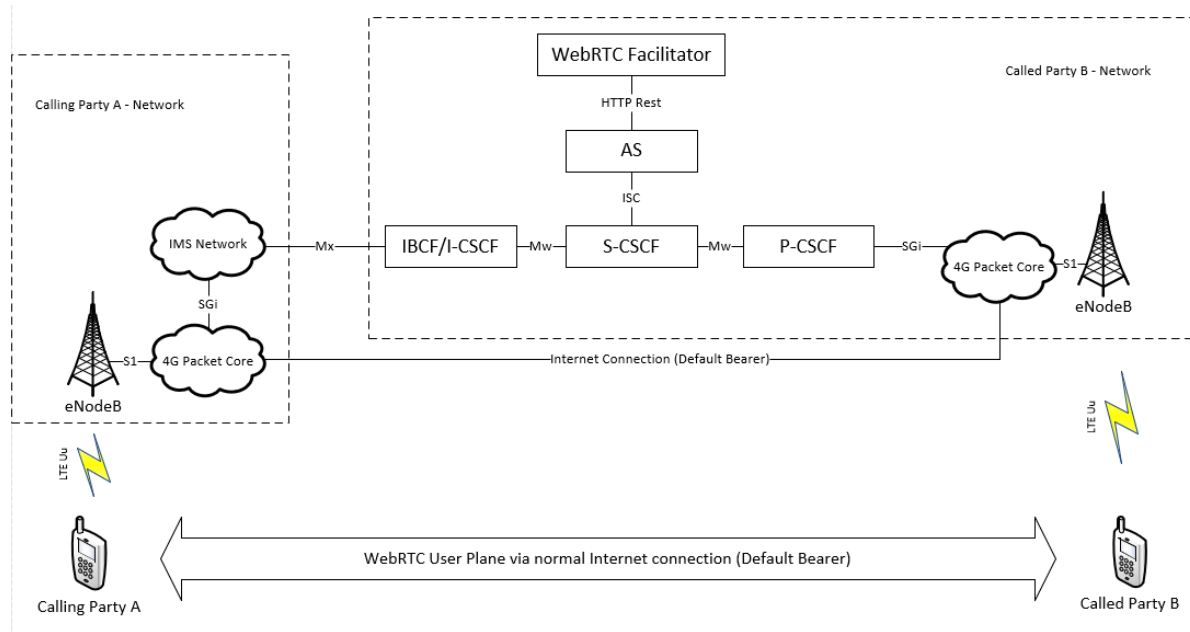 WebRTC Facilitator
Called Party B - Network
Calling Party A - Network
HTTP Rest
AS
ISC
IMS Network
Mx
IBCF/I-CSCF
Mw
S-CSCF
Mw
P-CSCF
SGi
4G Packet Core
S1
eNodeB
SGi
S1
4G Packet Core
Internet Connection (Default Bearer)
eNodeB
LTE Uu
LTE Uu
WebRTC User Plane via normal Internet connection (Default Bearer)
Calling Party A
Called Party B